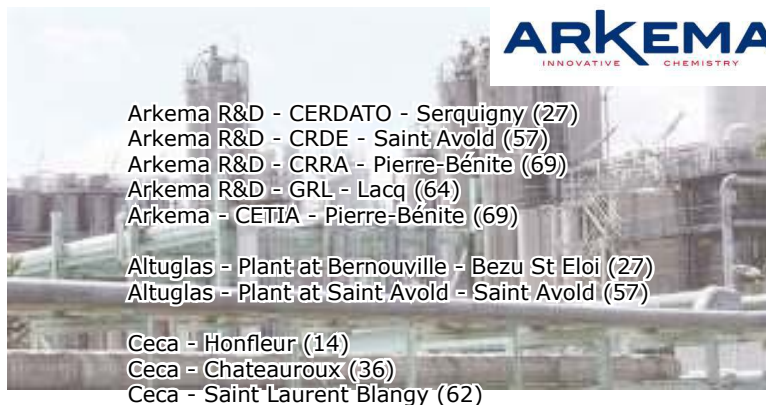 ARKEMA
INNOVATIVE CHEMISTRY
Arkema R&D - CERDATO - Serquigny (27)
Arkema R&D - CRDE - Saint Avold (57)
Arkema R&D - CRRA - Pierre-Bénite (69)
Arkema R&D - GRL - Lacq (64)
Arkema - CETIA - Pierre-Bénite (69)
Altuglas - Plant at Bernouville - Bezu St Eloi (27)
Altuglas - Plant at Saint Avold - Saint Avold (57)
Ceca - Honfleur (14)
Ceca - Chateauroux (36)
Ceca - Saint Laurent Blangy (62)